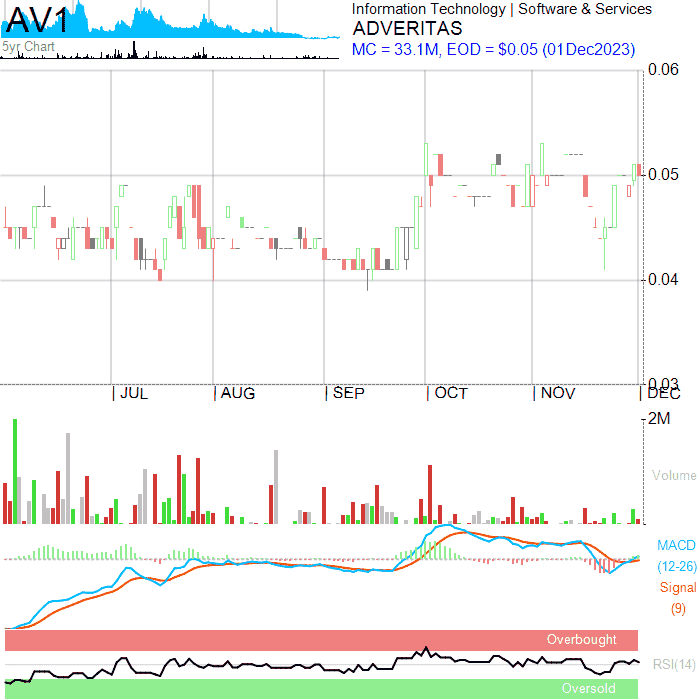 AV1
Information Technology | Software & Services
ADVERITAS
5yr Chart
MC = 33.1M, EOD = $0.05 (01Dec2023)
0.06
0.05
0.04
0.03
| JUL | AUG | SEP | OCT | NOV | DEC
2M
Volume
MACD
(12-26)
Signal
(9)
Overbought
RSI(14)
Oversold